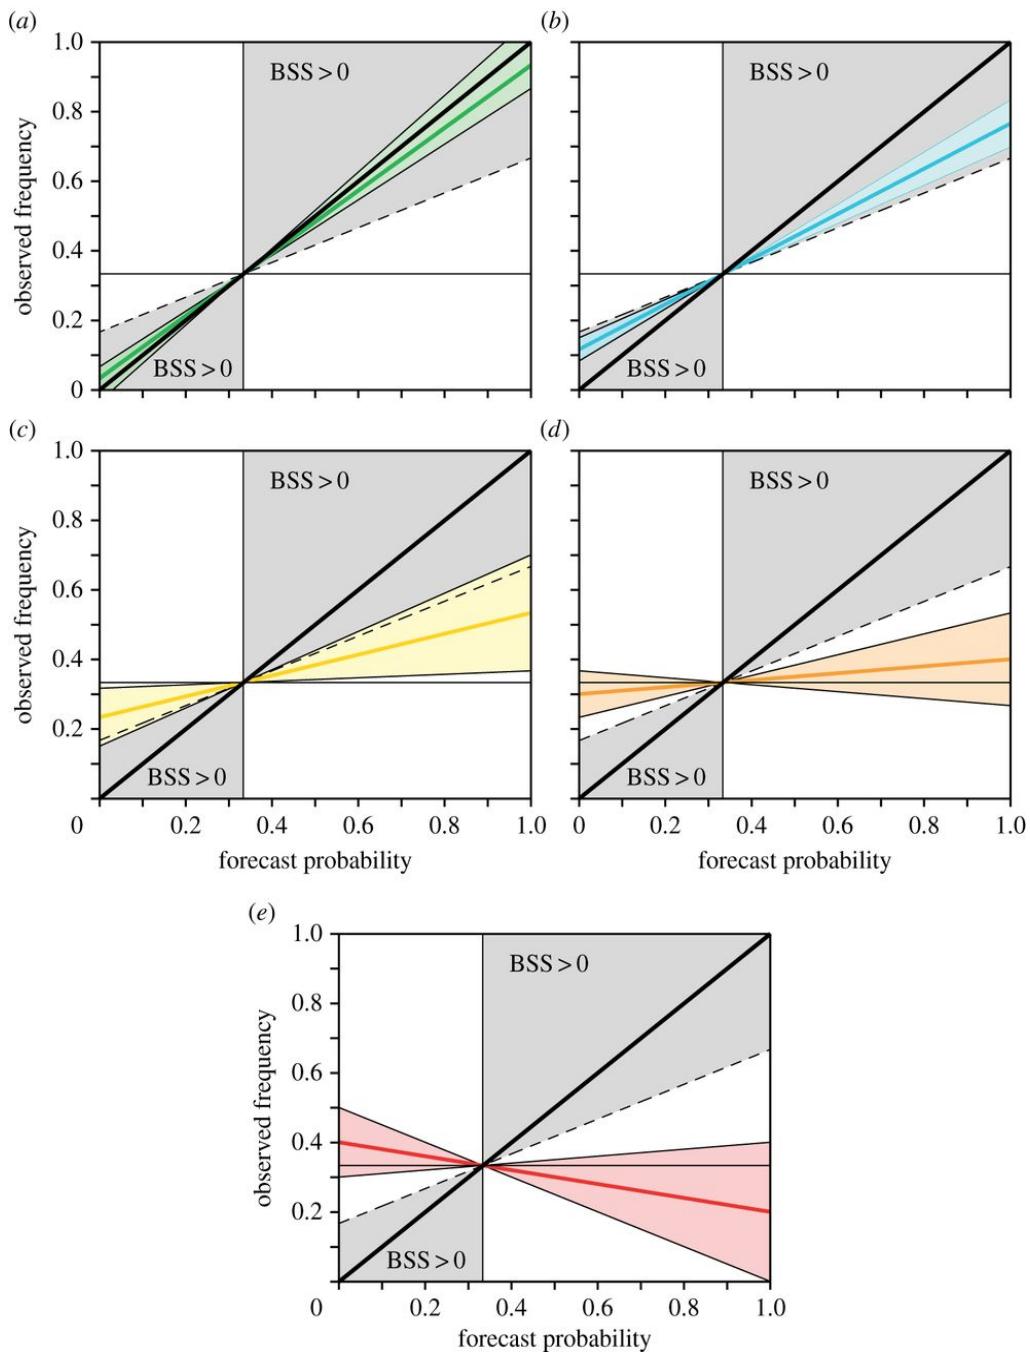 (a)
(b)
1.0
0.8
0.6
0.4
0.2
0
observed frequency
BSS > 0
BSS > 0
BSS > 0
BSS > 0
(c)
(d)
1.0
0.8
0.6
0.4
0.2
observed frequency
BSS > 0
BSS > 0
BSS > 0
BSS > 0
0 0.2 0.4 0.6 0.8 1.0
0 0.2 0.4 0.6 0.8 1.0
forecast probability
forecast probability
(e)
1.0
0.8
0.6
0.4
0.2
observed frequency
BSS > 0
BSS > 0
0 0.2 0.4 0.6 0.8 1.0
forecast probability